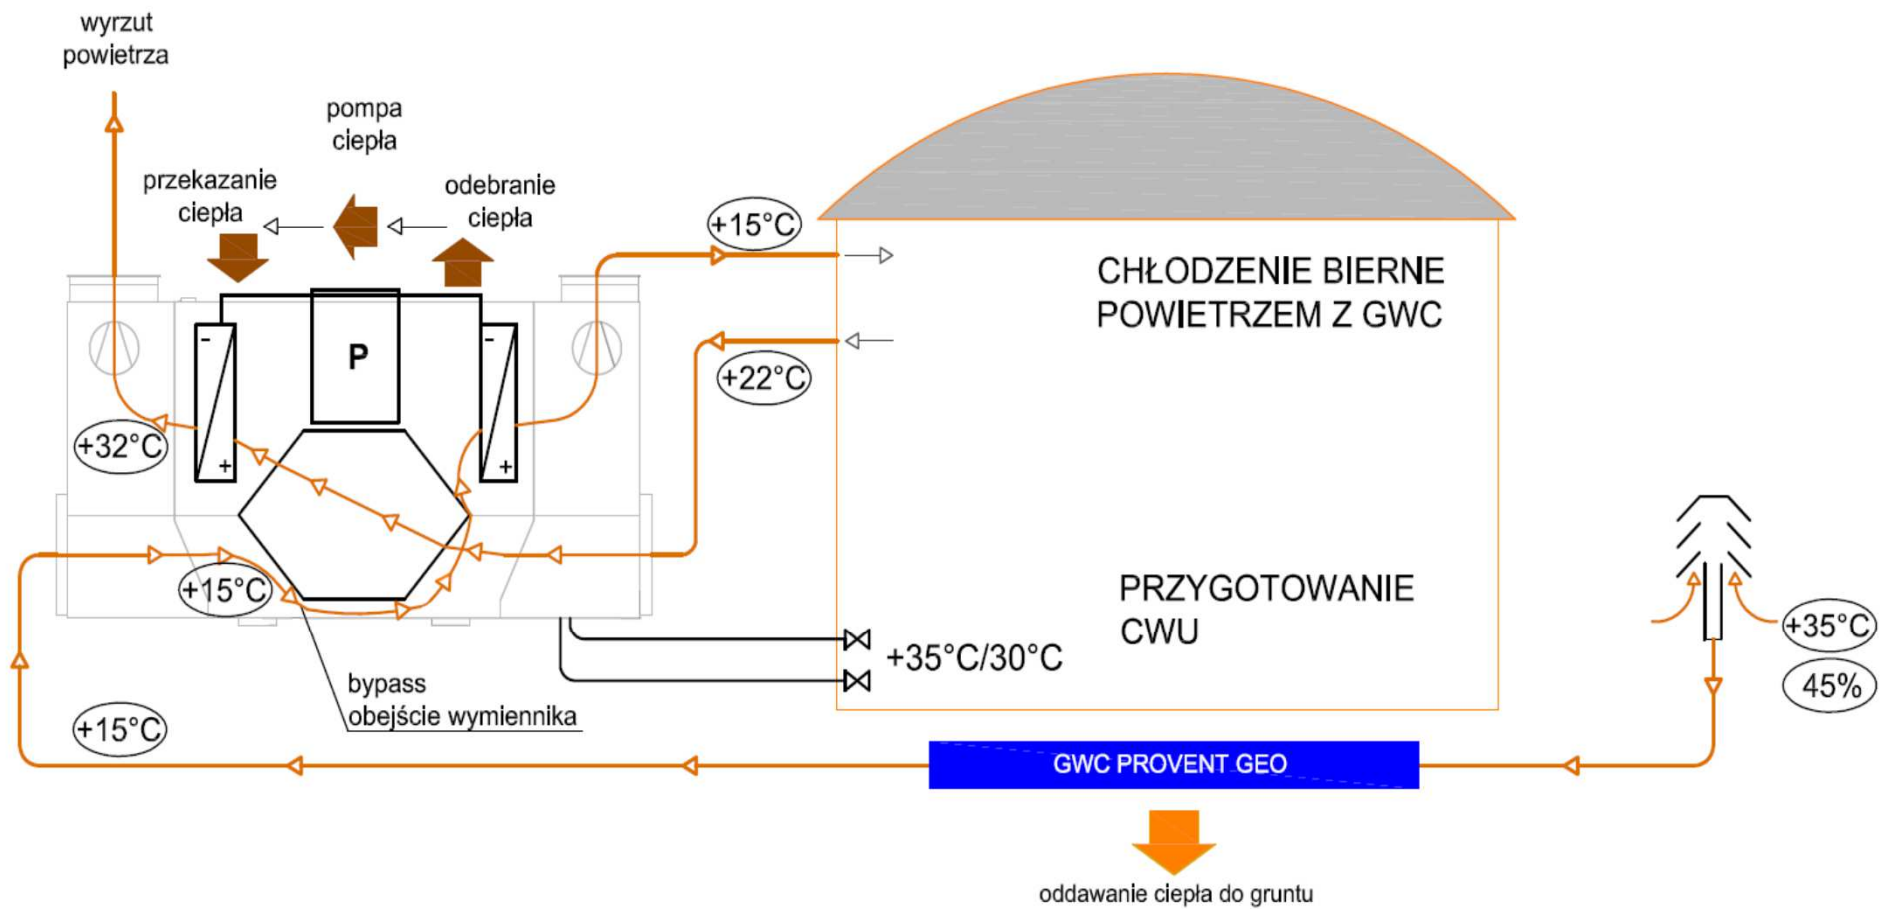 wyrzut
powietrza
pompa
ciepła
przekazanie
ciepła
odebranie
ciepła
+15°C
CHŁODZENIE BIERNE
POWIETRZEM Z GWC
-
P
-
+22°C
+32°C
+
+
+15°C
PRZYGOTOWANIE
CWU
+35°C
+35°C/30°C
45%
bypass
obejście wymiennika
+15°C
GWC PROVENT GEO
oddawanie ciepła do gruntu